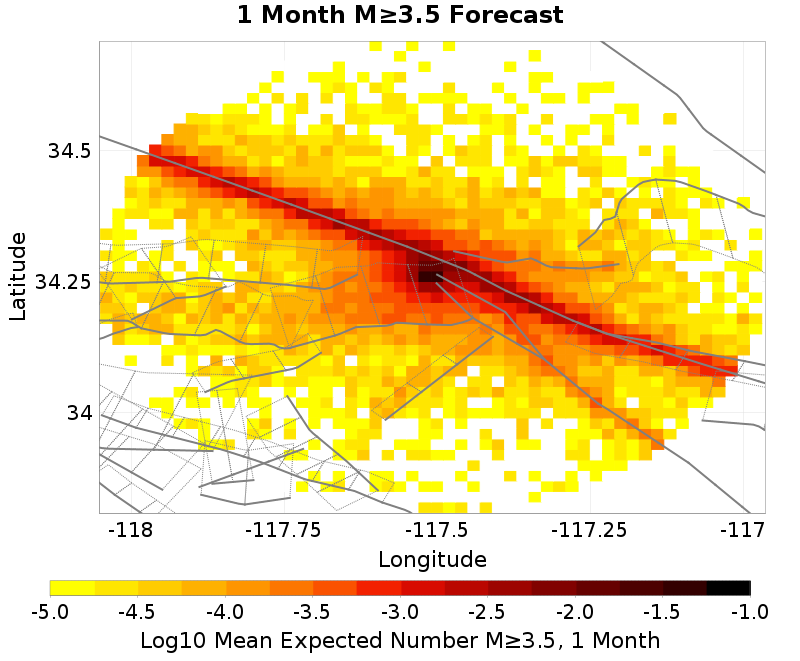 1 Month M≥3.5 Forecast
Latitude
34.5
34.25
34
-118 -117.75 -117.5 -117.25 -117
Longitude
-5.0 -4.5 -4.0 -3.5 -3.0 -2.5 -2.0 -1.5 -1.0
Log10 Mean Expected Number M≥3.5, 1 Month